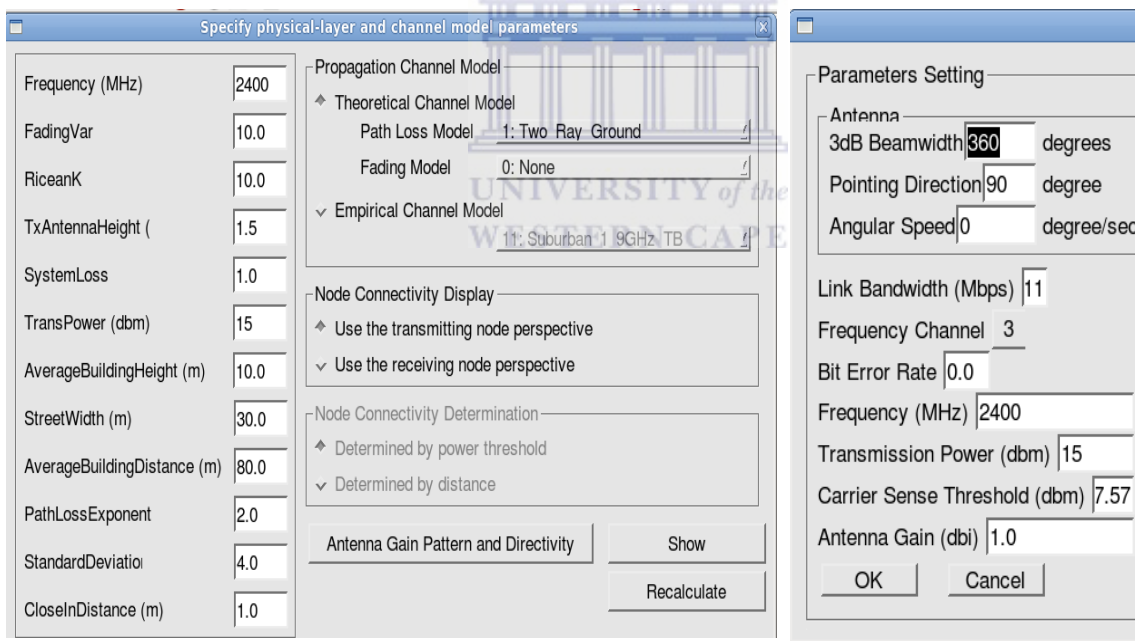 Specify physical-layer and channel model parameters
Frequency (MHz) 2400
FadingVar 10.0
RiceanK 10.0
TxAntennaHeight ( 1.5
SystemLoss 1.0
TransPower (dbm) 15
AverageBuildingHeight (m) 10.0
StreetWidth (m) 30.0
AverageBuildingDistance (m) 80.0
PathLossExponent 2.0
StandardDeviatio 4.0
CloseInDistance (m) 1.0
Propagation Channel Model
Theoretical Channel Model
Path Loss Model 1: Two_Ray_Ground
Fading Model 0: None
Empirical Channel Model
11: Suburban_1_9GHz_TB
Node Connectivity Display
Use the transmitting node perspective
Use the receiving node perspective
Node Connectivity Determination
Determined by power threshold
Determined by distance
Antenna Gain Pattern and Directivity Show
Recalculate
UNIVERSITY of the
WESTERN CAPE
Parameters Setting
Antenna
3dB Beamwidth 360 degrees
Pointing Direction 90 degree
Angular Speed 0 degree/sec
Link Bandwidth (Mbps) 11
Frequency Channel 3
Bit Error Rate 0.0
Frequency (MHz) 2400
Transmission Power (dbm) 15
Carrier Sense Threshold (dbm) 7.57
Antenna Gain (dbi) 1.0
OK Cancel